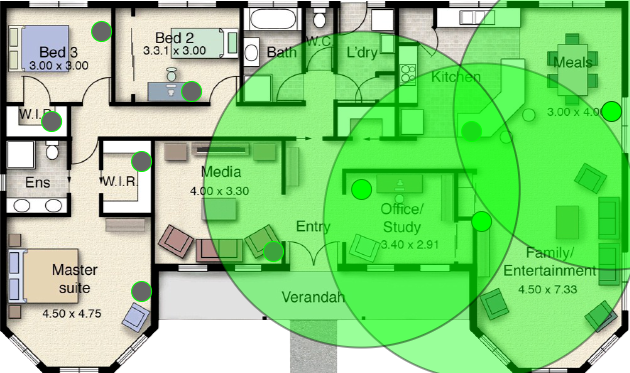 Bed 3
3.00 x 3.00
Bed 2
3.3.1 x 3.00
Bath
W.C.
L'dry
Kitchen
Meals
3.00 x 4.00
W.I.R.
Ens
W.I.R.
Media
4.00 x 3.30
Office/
Study
3.40 x 2.91
Entry
Family/
Entertainment
4.50 x 7.33
Master
suite
4.50 x 4.75
Verandah